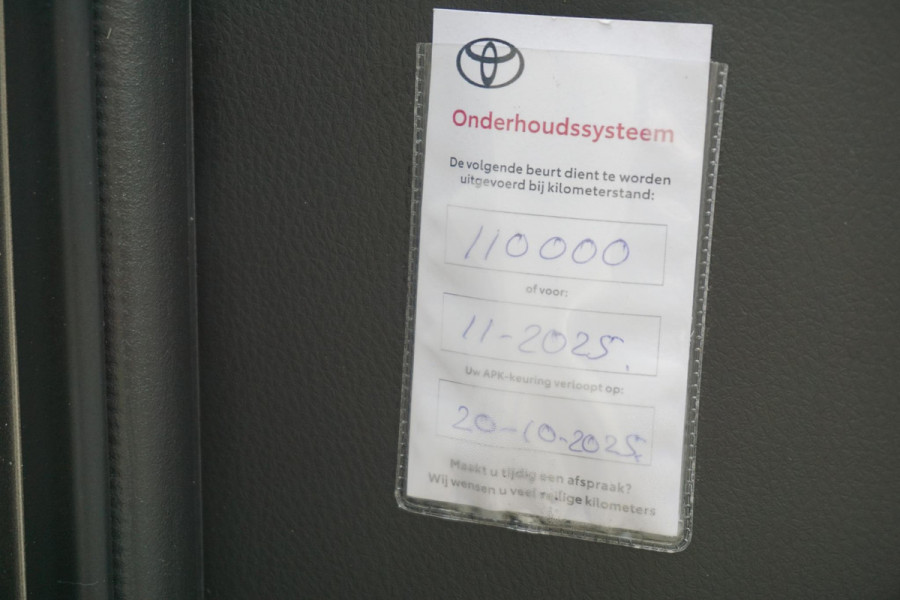 Onderhoudssysteem
De volgende beurt dient te worden
uitgevoerd bij kilometerstand:
110000
of voor:
11-2025.
Uw APK-keuring verloopt op:
20-10-2025.
Maakt u tijdig een afspraak?
Wij wensen u veel veilige kilometers